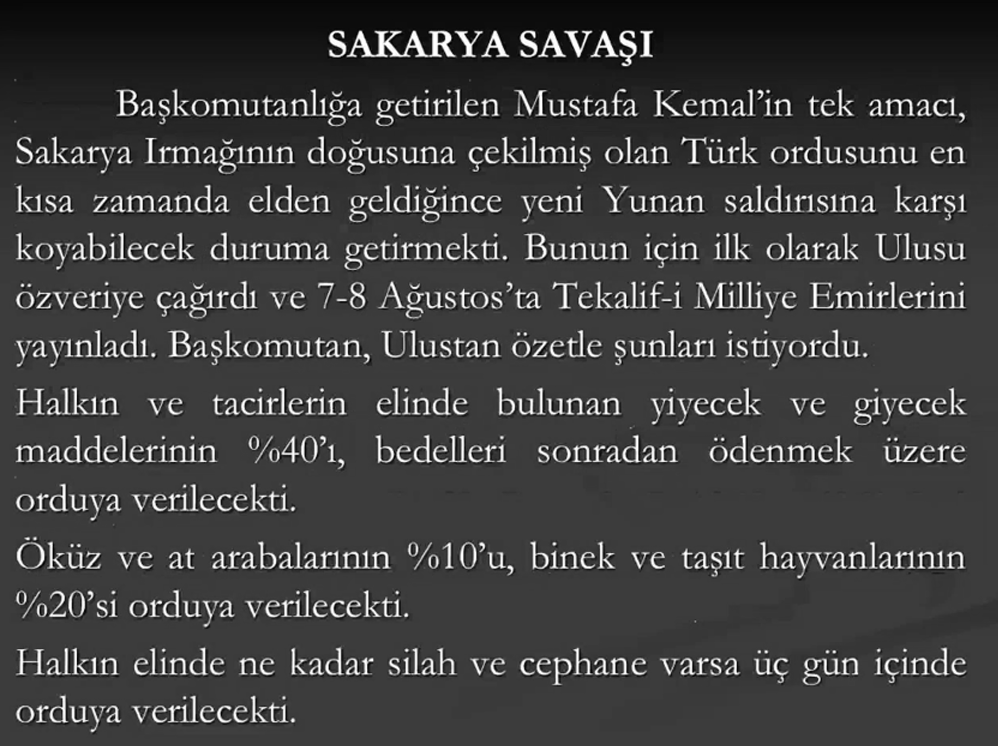 SAKARYA SAVAŞI
Başkomutanlığa getirilen Mustafa Kemal'in tek amacı,
Sakarya Irmağının doğusuna çekilmiş olan Türk ordusunu en
kısa zamanda elden geldiğince yeni Yunan saldırısına karşı
koyabilecek duruma getirmekti. Bunun için ilk olarak Ulusu
özveriye çağırdı ve 7-8 Ağustos'ta Tekalif-i Milliye Emirlerini
yayınladı. Başkomutan, Ulustan özetle şunları istiyordu.
Halkın ve tacirlerin elinde bulunan yiyecek ve giyecek
maddelerinin %40'ı, bedelleri sonradan ödenmek üzere
orduya verilecekti.
Öküz ve at arabalarının %10'u, binek ve taşıt hayvanlarının
%20'si orduya verilecekti.
Halkın elinde ne kadar silah ve cephane varsa üç gün içinde
orduya verilecekti.